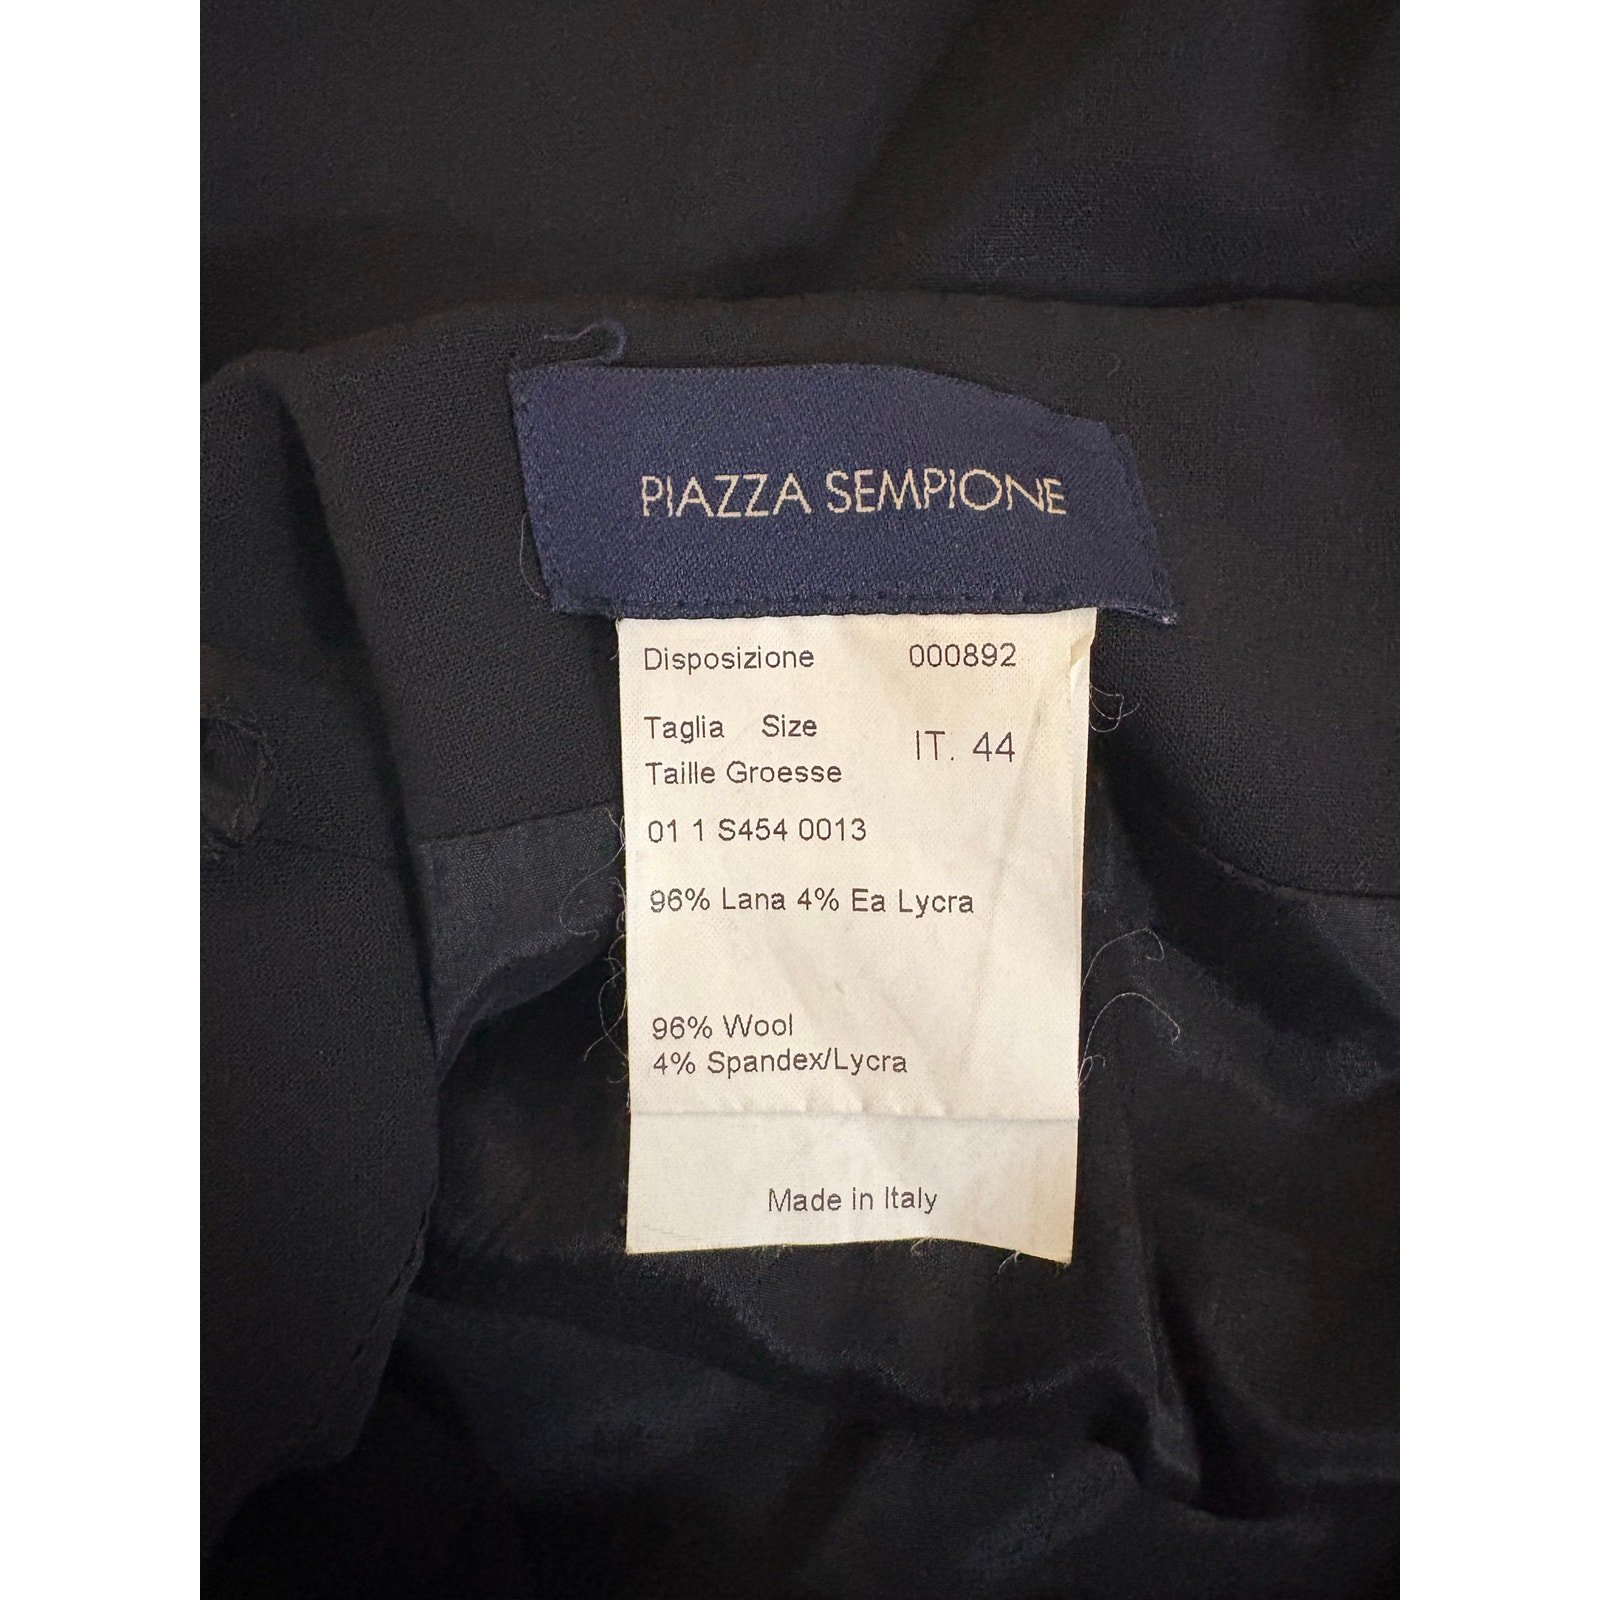 PIAZZA SEMPIONE
Disposizione 000892
Taglia Size
IT. 44
Taille Groesse
01 1 S454 0013
96% Lana 4% Ea Lycra
96% Wool
4% Spandex/Lycra
Made in Italy